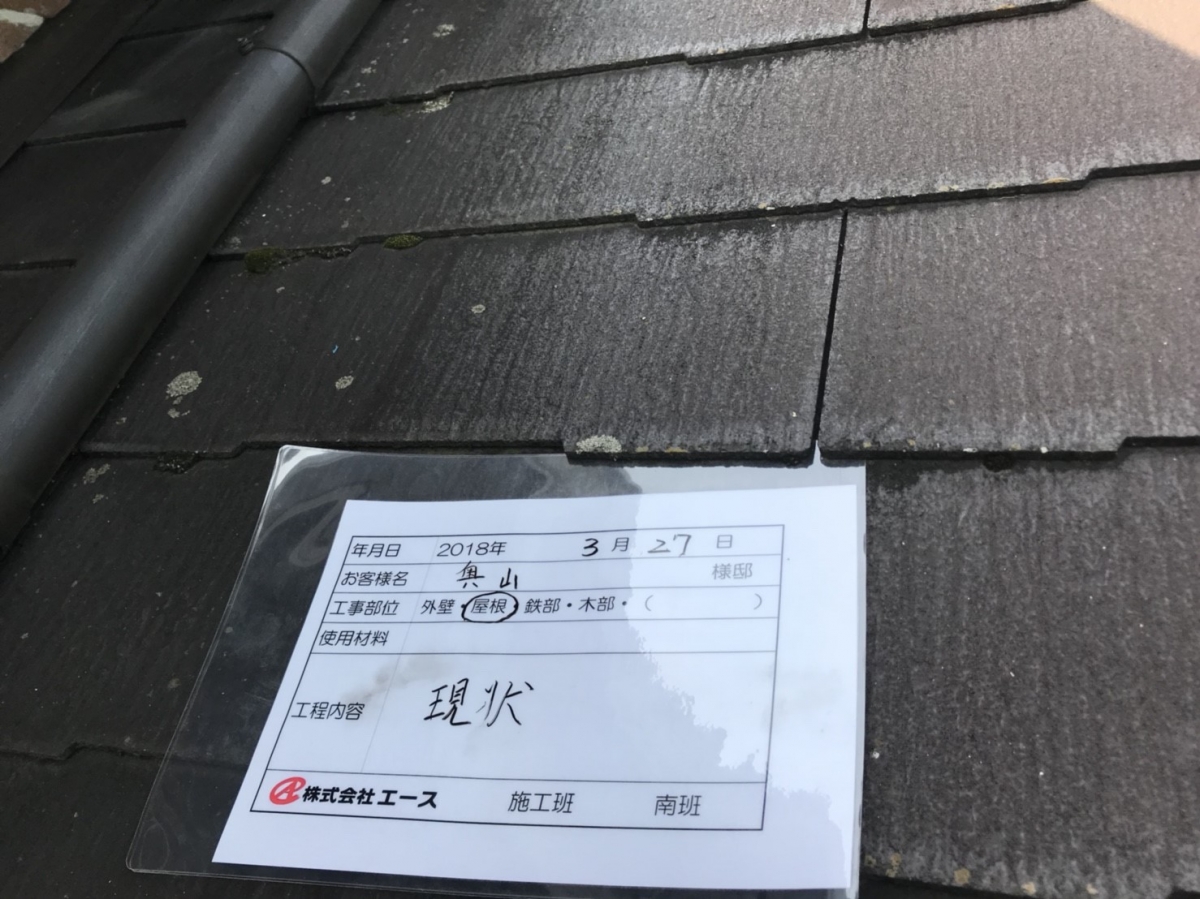 年月日 2018年 3月 27 日
お客様名 奥山 様邸
工事部位 外壁・屋根・鉄部・木部・（ ）
使用材料
工程内容 現状
株式会社エース 施工班 南班